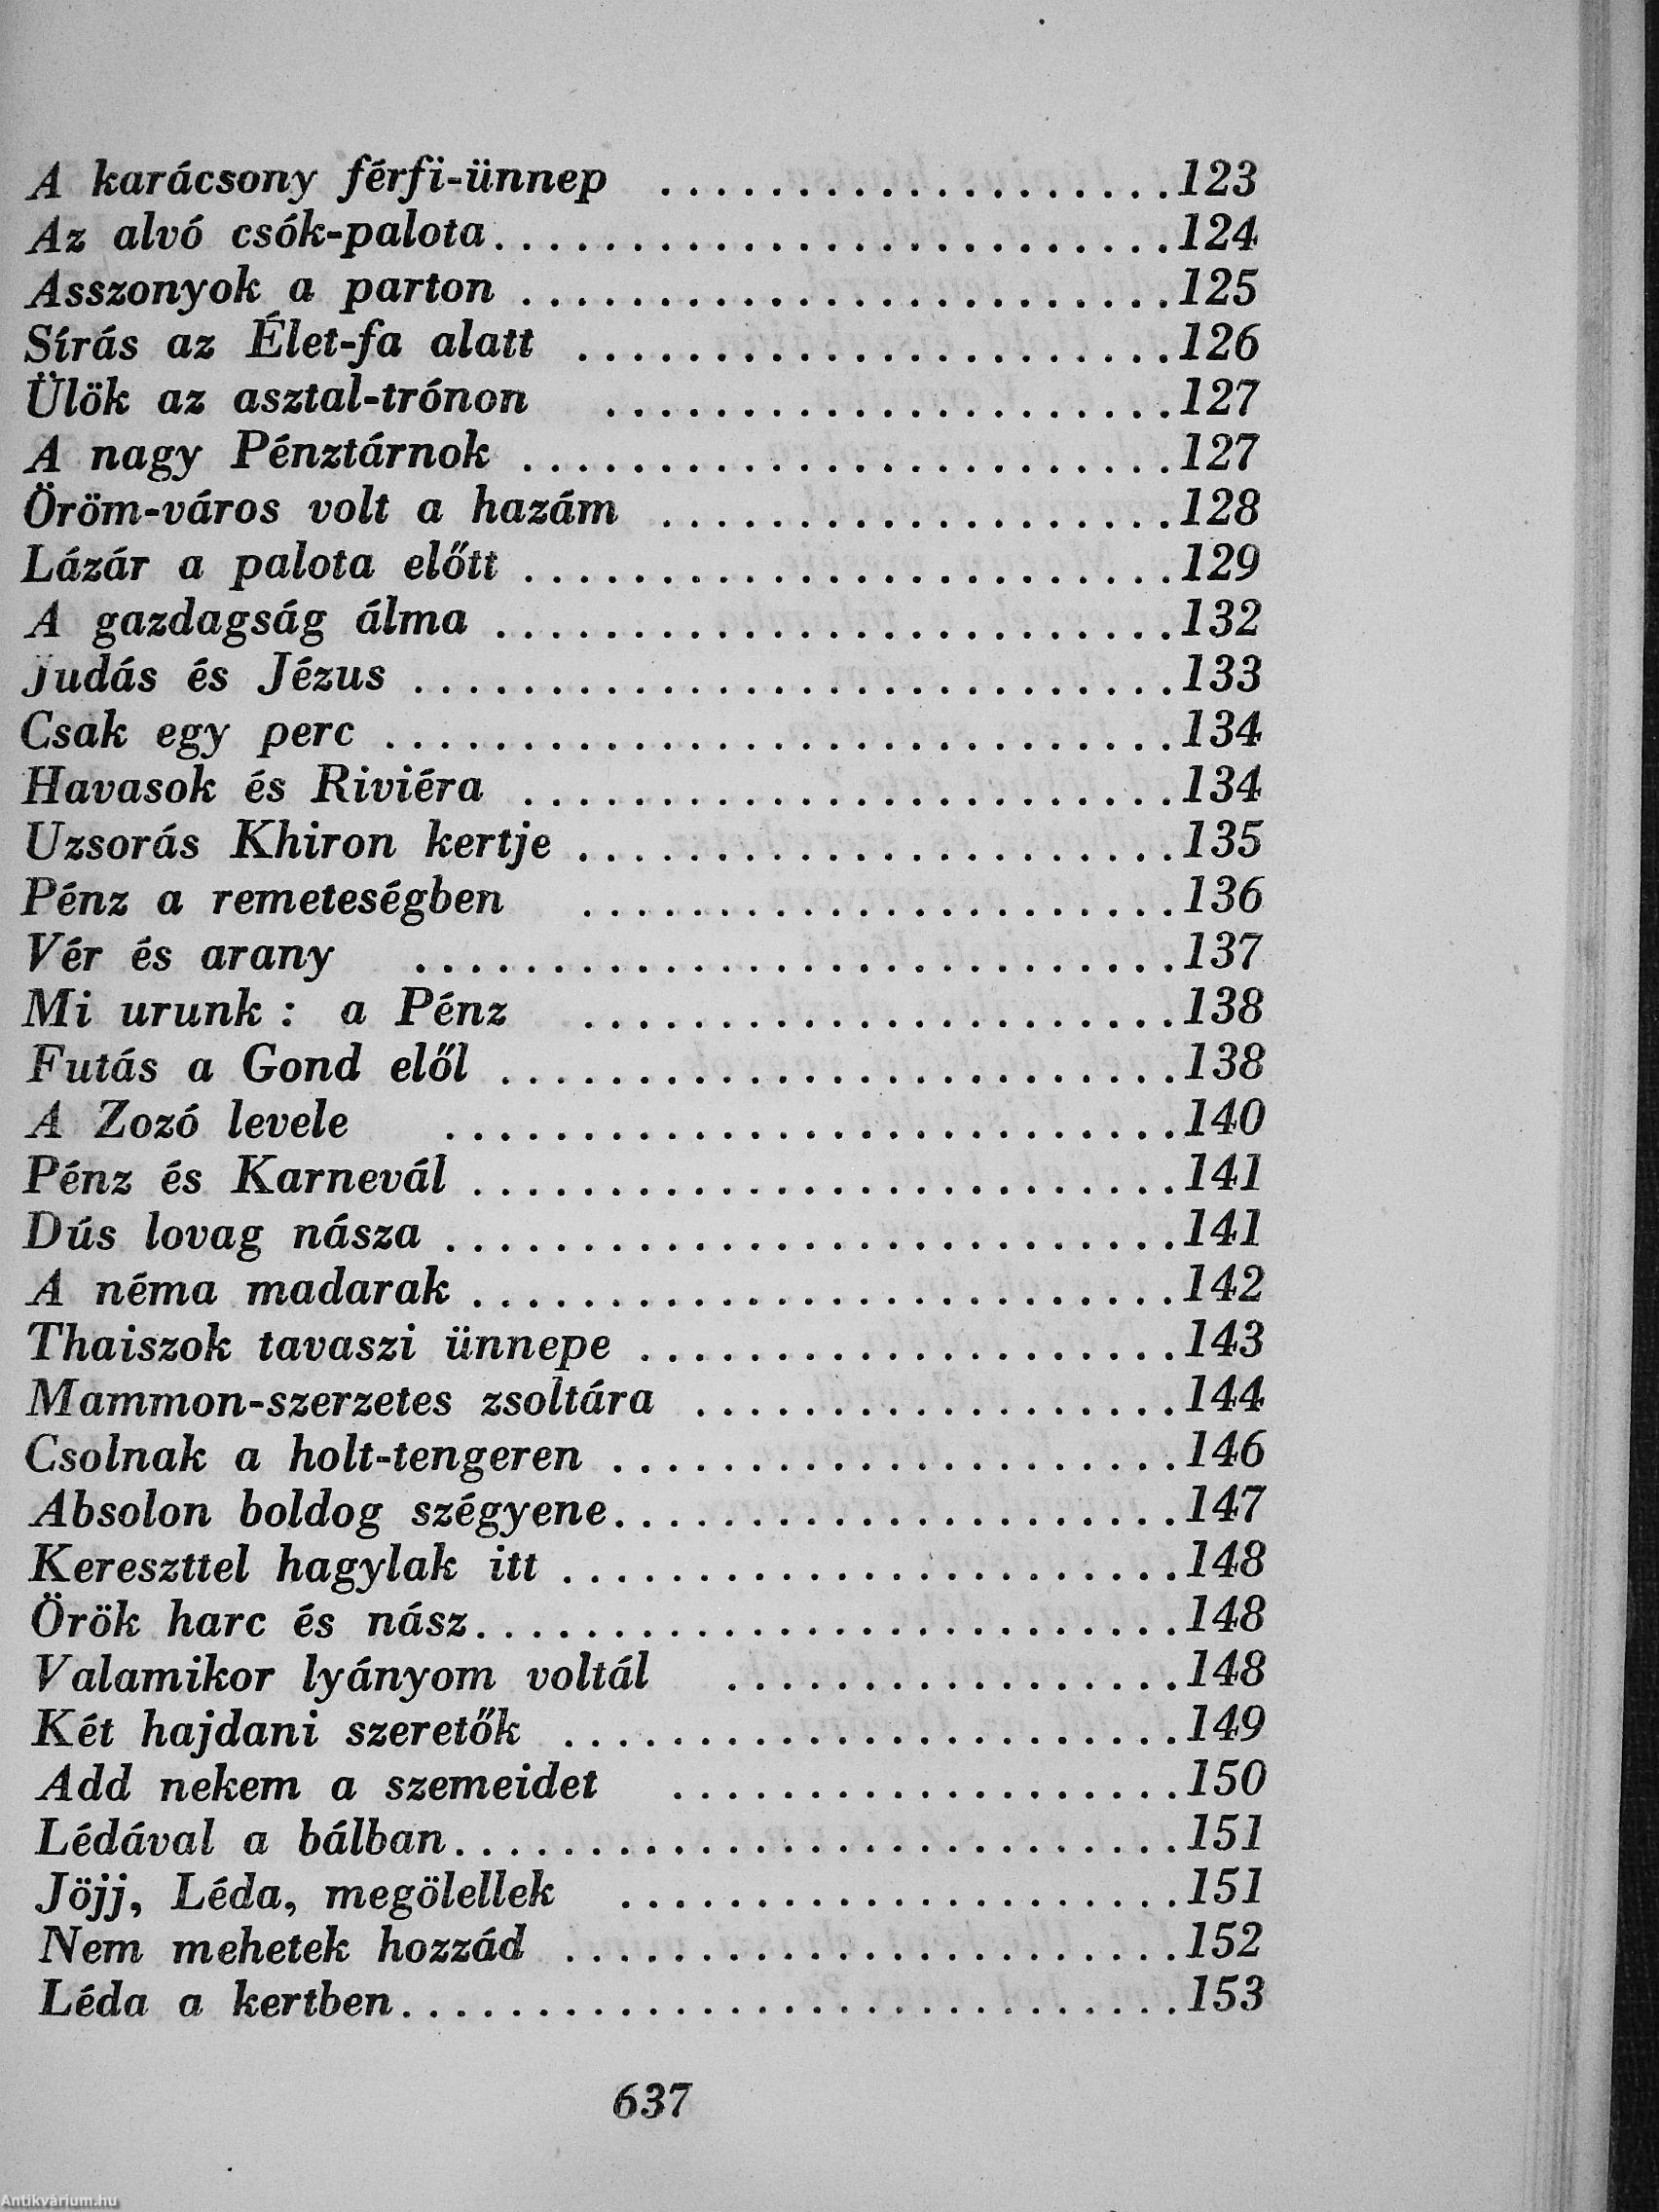 A karácsony férfi-ünnep ...................123
Az alvó csók-palota.........................124
Asszonyok a parton ........................125
Sírás az Élet-fa alatt ......................126
Ülök az asztal-trónon .....................127
A nagy Pénztárnok ........................127
Öröm-város volt a hazám ...................128
Lázár a palota előtt ........................129
A gazdagság álma .........................132
Judás és Jézus ............................133
Csak egy perc .............................134
Havasok és Riviéra ........................134
Uzsorás Khiron kertje ......................135
Pénz a remeteségben ......................136
Vér és arany ............................137
Mi urunk : a Pénz ......................138
Futás a Gond elől .........................138
A Zozó levele ...........................140
Pénz és Karnevál ..........................141
Dús lovag násza ...........................141
A néma madarak ..........................142
Thaiszok tavaszi ünnepe ....................143
Mammon-szerzetes zsoltára ..................144
Csolnak a holt-tengeren .....................146
Absolon boldog szégyene.....................147
Kereszttel hagylak itt .......................148
Örök harc és nász..........................148
Valamikor lyányom voltál .................148
Két hajdani szeretők .......................149
Add nekem a szemeidet ...................150
Lédával a bálban...........................151
Jöjj, Léda, megölellek .....................151
Nem mehetek hozzád .......................152
Léda a kertben.............................153
637
Antikvárium.hu